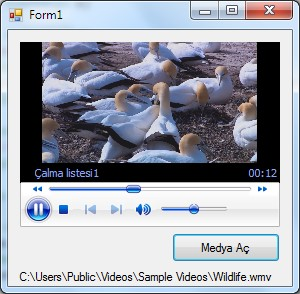 Form1
Çalma listesi1 00:12
Medya Aç
C:\Users\Public\Videos\Sample Videos\Wildlife.wmv